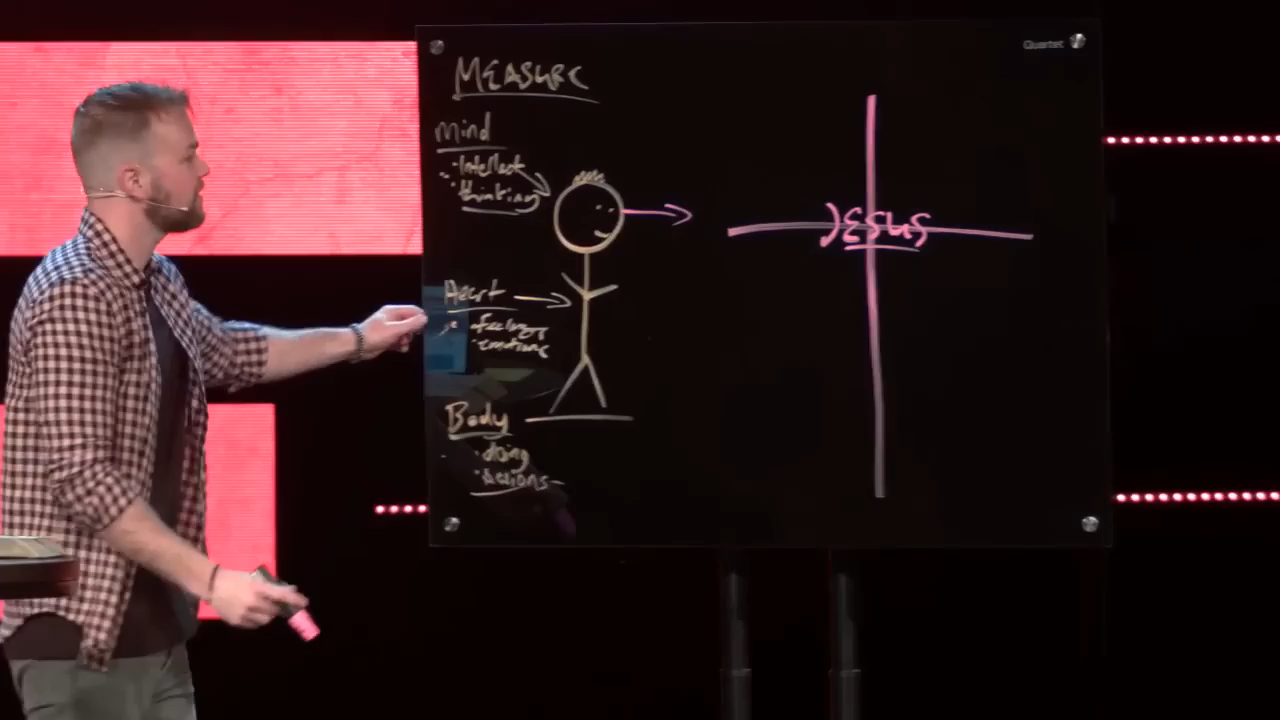 MEASURE
mind
·Intellect
·thinking
Heart
·feelings
·emotions
Body
·doing
·Actions
JESUS
Quartet